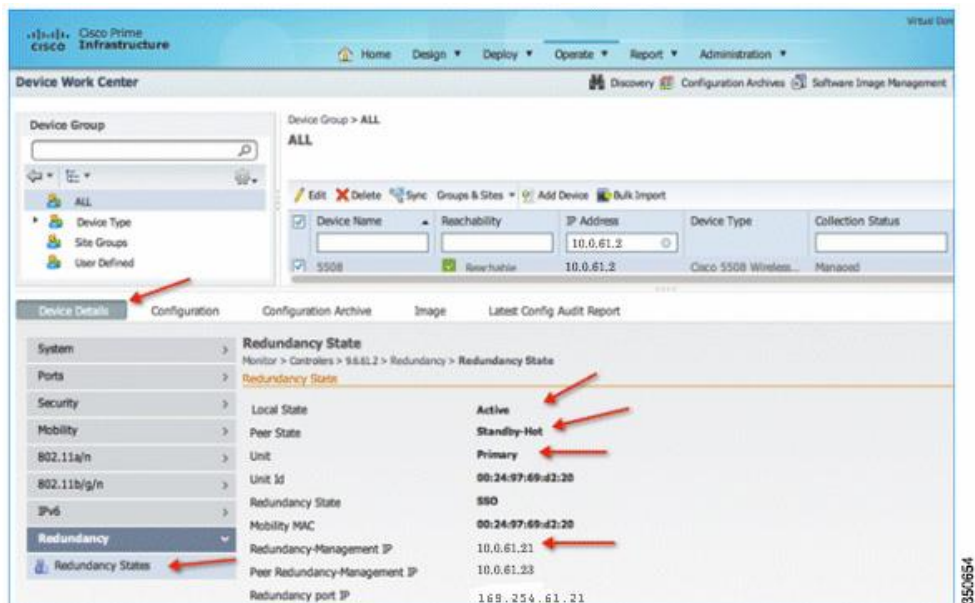 Cisco Prime
CISCO Infrastructure
Virtual Dom
Home Design Deploy Operate Report Administration
Device Work Center
Discovery Configuration Archives Software Image Management
Device Group
Device Group > ALL
ALL
Edit Delete Sync Groups & Sites Add Device Bulk Import
ALL
Device Type
Site Groups
User Defined
Device Name Reachability IP Address Device Type Collection Status
10.0.61.2
5508 Reachable 10.0.61.2 Cisco 5508 Wireless... Managed
Device Details Configuration Configuration Archive Image Latest Config Audit Report
System
Ports
Security
Mobility
802.11a/n
802.11b/g/n
IPv6
Redundancy
Redundancy States
Redundancy State
Monitor > Controllers > 9.6.61.2 > Redundancy > Redundancy State
Redundancy State
Local State Active
Peer State Standby-Hot
Unit Primary
Unit Id 00:24:97:69:d2:20
Redundancy State SSO
Mobility MAC 00:24:97:69:d2:20
Redundancy-Management IP 10.0.61.21
Peer Redundancy-Management IP 10.0.61.23
Redundancy port IP 169.254.61.21
350654